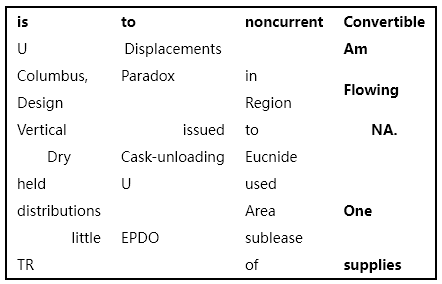 is to noncurrent Convertible
U Displacements Am
Columbus, Paradox in
Flowing
Design Region
Vertical issued to NA.
Dry Cask-unloading Eucnide
held U used
distributions Area One
little EPDO sublease
TR of supplies